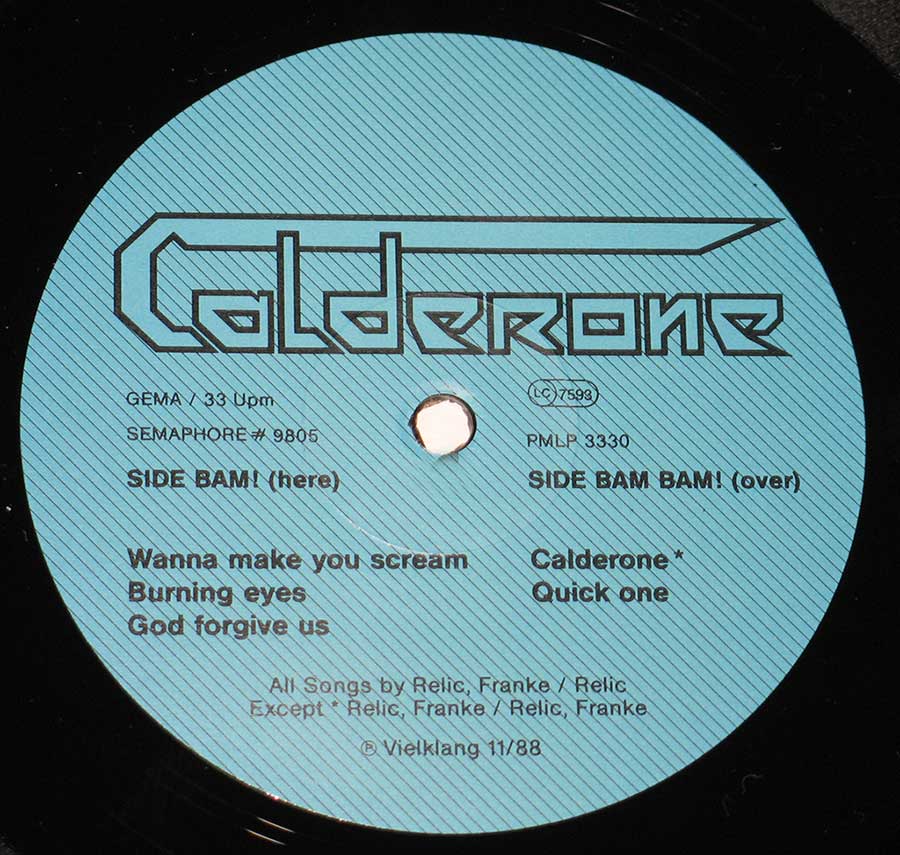 Calderone
GEMA / 33 Upm
LC 7593
SEMAPHORE # 9805
PMLP 3330
SIDE BAM! (here)
SIDE BAM BAM! (over)
Wanna make you scream
Burning eyes
God forgive us
Calderone *
Quick one
All Songs by Relic, Franke / Relic
Except * Relic, Franke / Relic, Franke
℗ Vielklang 11/88